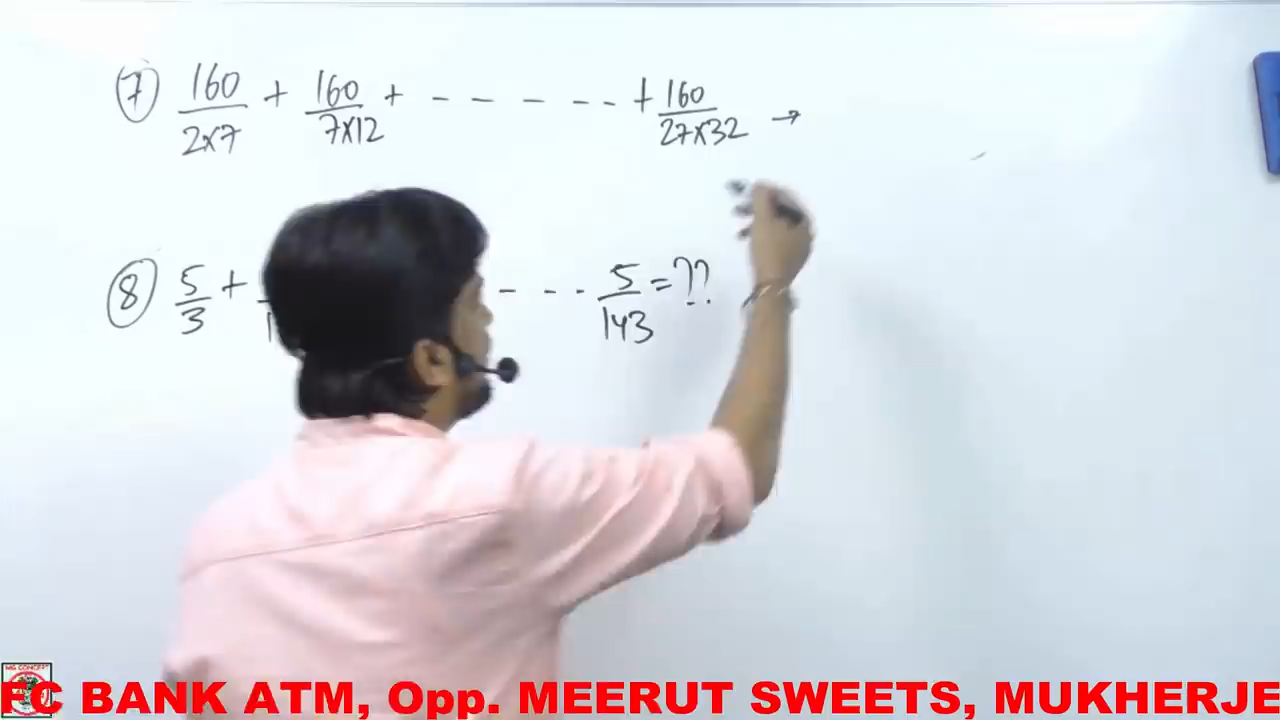 7 160/2×7 + 160/7×12 + - - - - - - + 160/27×32 →
8 5/3 + - - - - 5/143 = ??
FC BANK ATM, Opp. MEERUT SWEETS, MUKHERJE